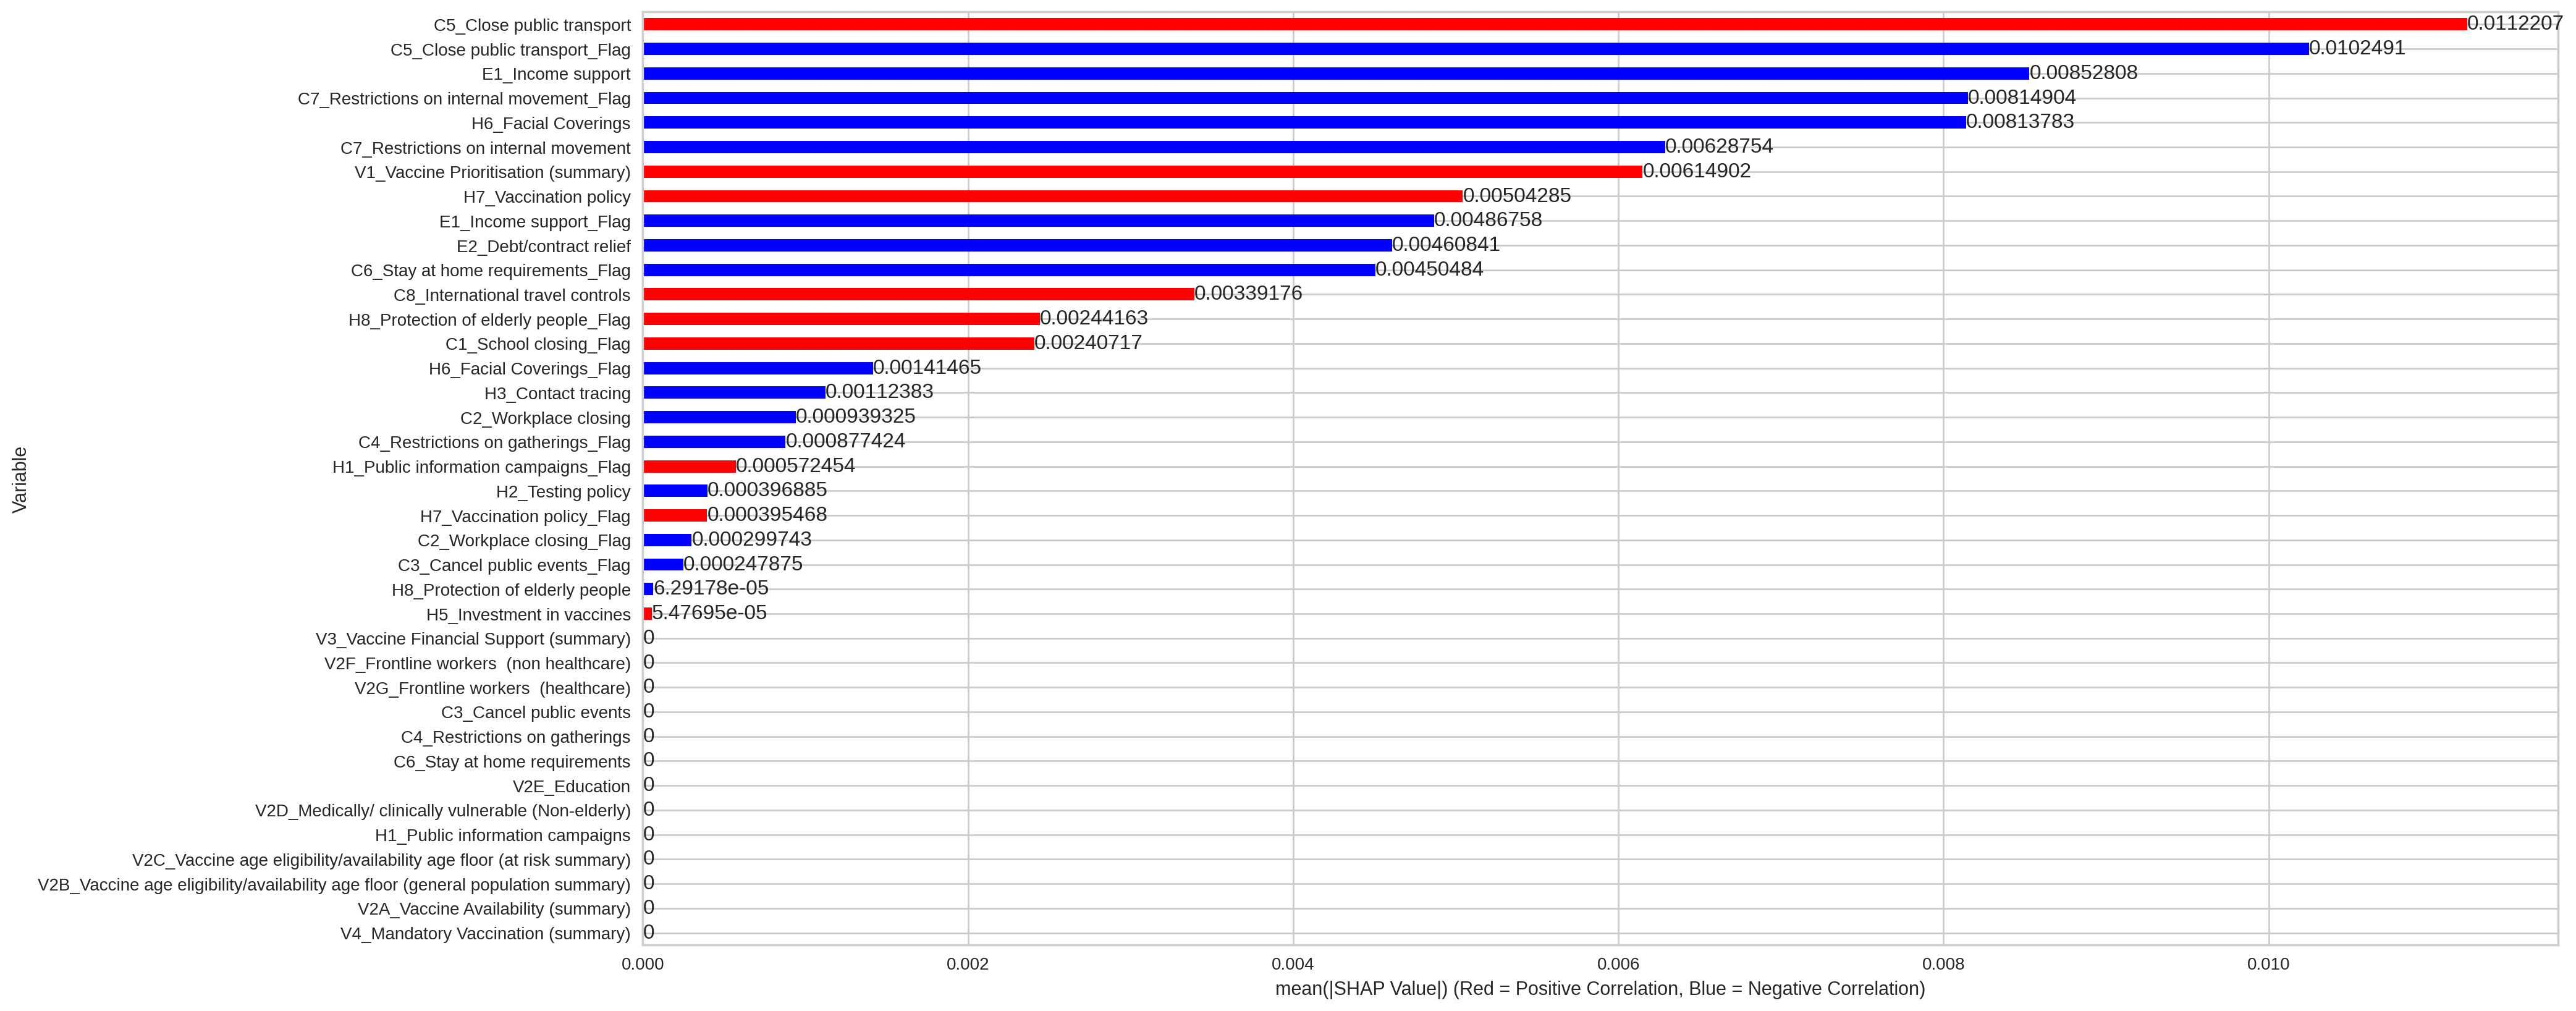 C5_Close public transport 0.0112207
C5_Close public transport_Flag 0.0102491
E1_Income support 0.00852808
C7_Restrictions on internal movement_Flag 0.00814904
H6_Facial Coverings 0.00813783
C7_Restrictions on internal movement 0.00628754
V1_Vaccine Prioritisation (summary) 0.00614902
H7_Vaccination policy 0.00504285
E1_Income support_Flag 0.00486758
E2_Debt/contract relief 0.00460841
C6_Stay at home requirements_Flag 0.00450484
C8_International travel controls 0.00339176
H8_Protection of elderly people_Flag 0.00244163
C1_School closing_Flag 0.00240717
H6_Facial Coverings_Flag 0.00141465
H3_Contact tracing 0.00112383
C2_Workplace closing 0.000939325
C4_Restrictions on gatherings_Flag 0.000877424
H1_Public information campaigns_Flag 0.000572454
H2_Testing policy 0.000396885
H7_Vaccination policy_Flag 0.000395468
C2_Workplace closing_Flag 0.000299743
C3_Cancel public events_Flag 0.000247875
H8_Protection of elderly people 6.29178e-05
H5_Investment in vaccines 5.47695e-05
V3_Vaccine Financial Support (summary) 0
V2F_Frontline workers  (non healthcare) 0
V2G_Frontline workers  (healthcare) 0
C3_Cancel public events 0
C4_Restrictions on gatherings 0
C6_Stay at home requirements 0
V2E_Education 0
V2D_Medically/ clinically vulnerable (Non-elderly) 0
H1_Public information campaigns 0
V2C_Vaccine age eligibility/availability age floor (at risk summary) 0
V2B_Vaccine age eligibility/availability age floor (general population summary) 0
V2A_Vaccine Availability (summary) 0
V4_Mandatory Vaccination (summary) 0
Variable
0.000 0.002 0.004 0.006 0.008 0.010
mean(|SHAP Value|) (Red = Positive Correlation, Blue = Negative Correlation)